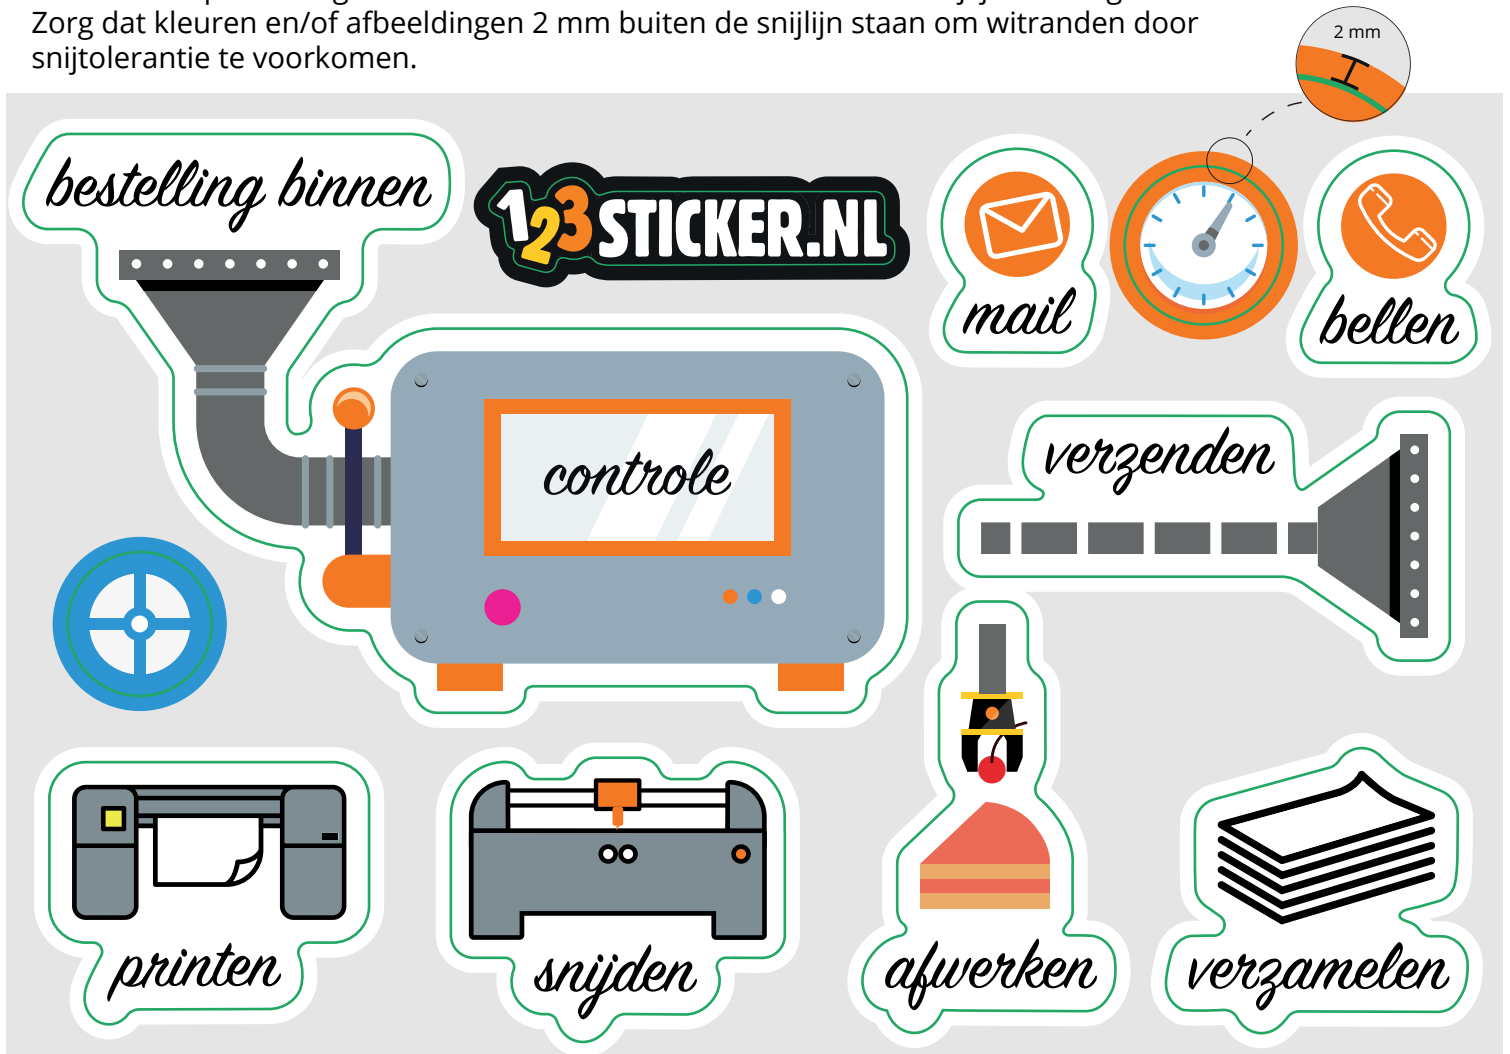 Zorg dat kleuren en/of afbeeldingen 2 mm buiten de snijlijn staan om witranden door
snijtolerantie te voorkomen.
2 mm
bestelling binnen
123STICKER.NL
mail
bellen
controle
verzenden
printen
snijden
afwerken
verzamelen